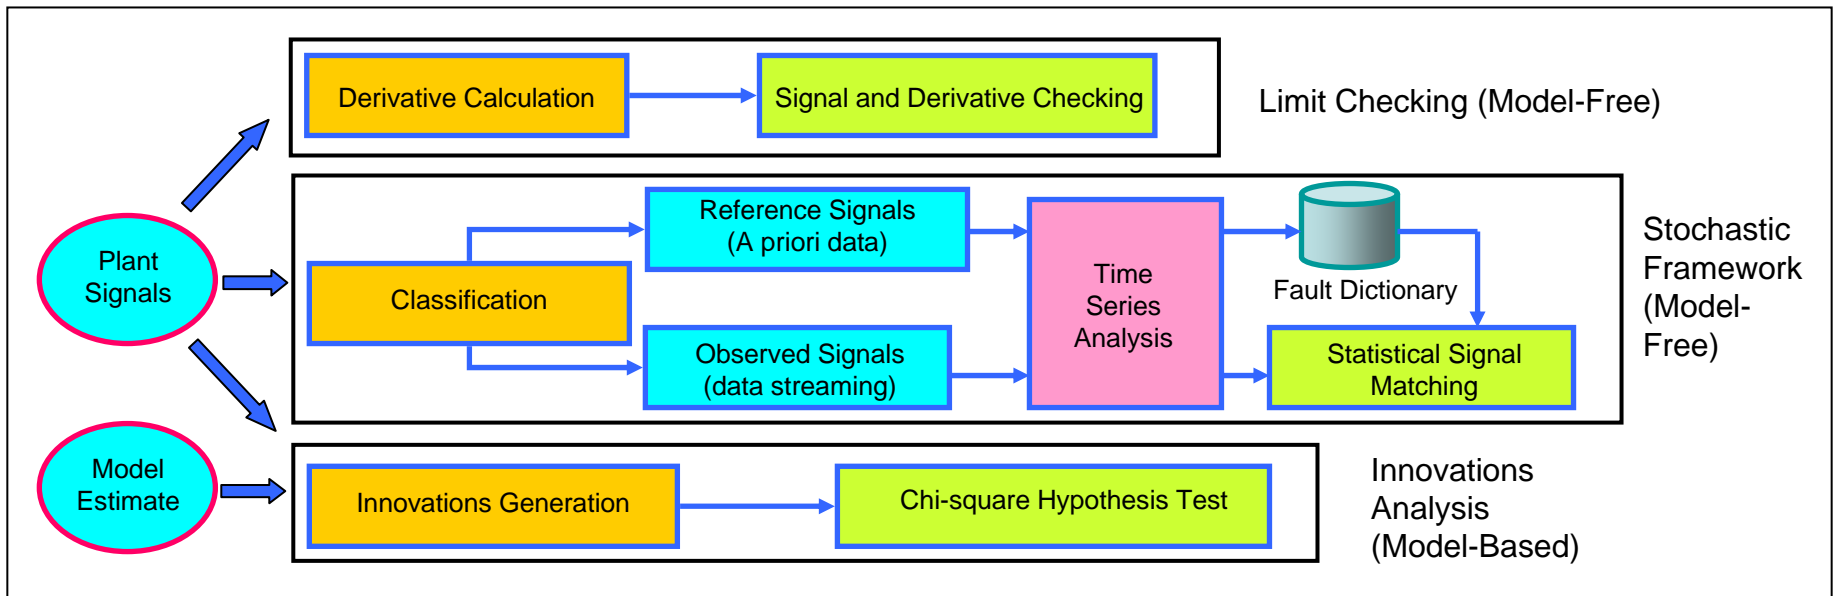 Derivative Calculation
Signal and Derivative Checking
Limit Checking (Model-Free)
Plant
Signals
Classification
Reference Signals
(A priori data)
Observed Signals
(data streaming)
Time
Series
Analysis
Fault Dictionary
Statistical Signal
Matching
Stochastic
Framework
(Model-
Free)
Model
Estimate
Innovations Generation
Chi-square Hypothesis Test
Innovations
Analysis
(Model-Based)